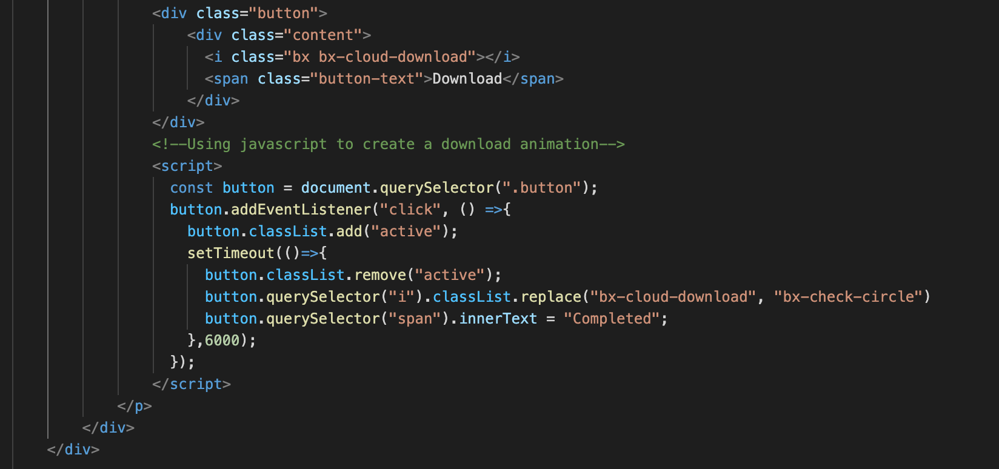 <div class="button">
<div class="content">
<i class="bx bx-cloud-download"></i>
<span class="button-text">Download</span>
</div>
</div>
<!--Using javascript to create a download animation-->
<script>
const button = document.querySelector(".button");
button.addEventListener("click", () =>{
button.classList.add("active");
setTimeout(()=>{
button.classList.remove("active");
button.querySelector("i").classList.replace("bx-cloud-download", "bx-check-circle")
button.querySelector("span").innerText = "Completed";
},6000);
});
</script>
</p>
</div>
</div>